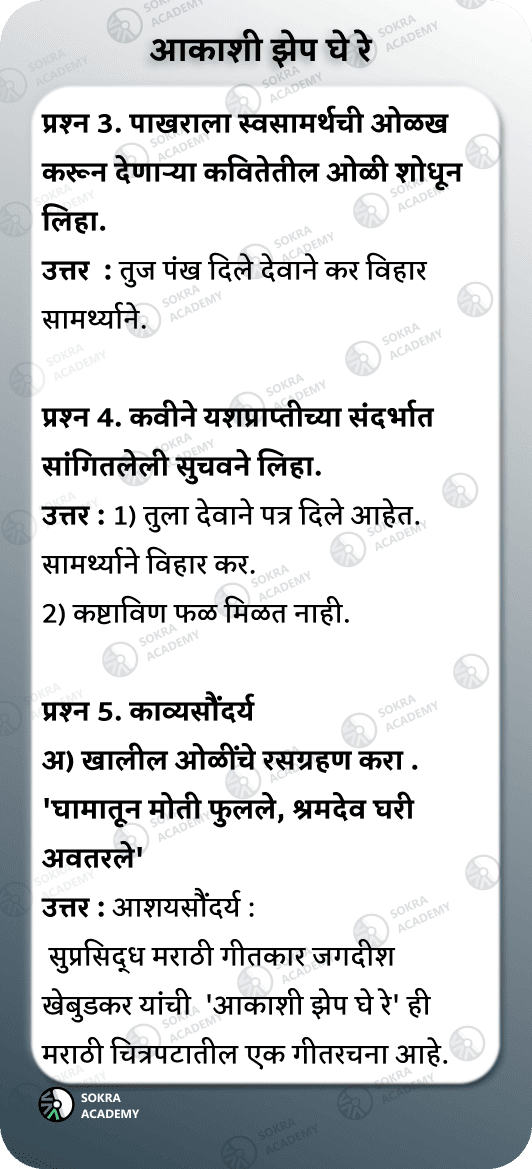 आकाशी झेप घे रे
प्रश्न 3. पाखराला स्वसामर्थची ओळख
करून देणाऱ्या कवितेतील ओळी शोधून
लिहा.
उत्तर : तुज पंख दिले देवाने कर विहार
सामर्थ्याने.
प्रश्न 4. कवीने यशप्राप्तीच्या संदर्भात
सांगितलेली सुचवने लिहा.
उत्तर : 1) तुला देवाने पत्र दिले आहेत.
सामर्थ्याने विहार कर.
2) कष्टाविण फळ मिळत नाही.
प्रश्न 5. काव्यसौंदर्य
अ) खालील ओळींचे रसग्रहण करा .
'घामातून मोती फुलले, श्रमदेव घरी
अवतरले'
उत्तर : आशयसौंदर्य :
सुप्रसिद्ध मराठी गीतकार जगदीश
खेबुडकर यांची 'आकाशी झेप घे रे' ही
मराठी चित्रपटातील एक गीतरचना आहे.
SOKRA
ACADEMY